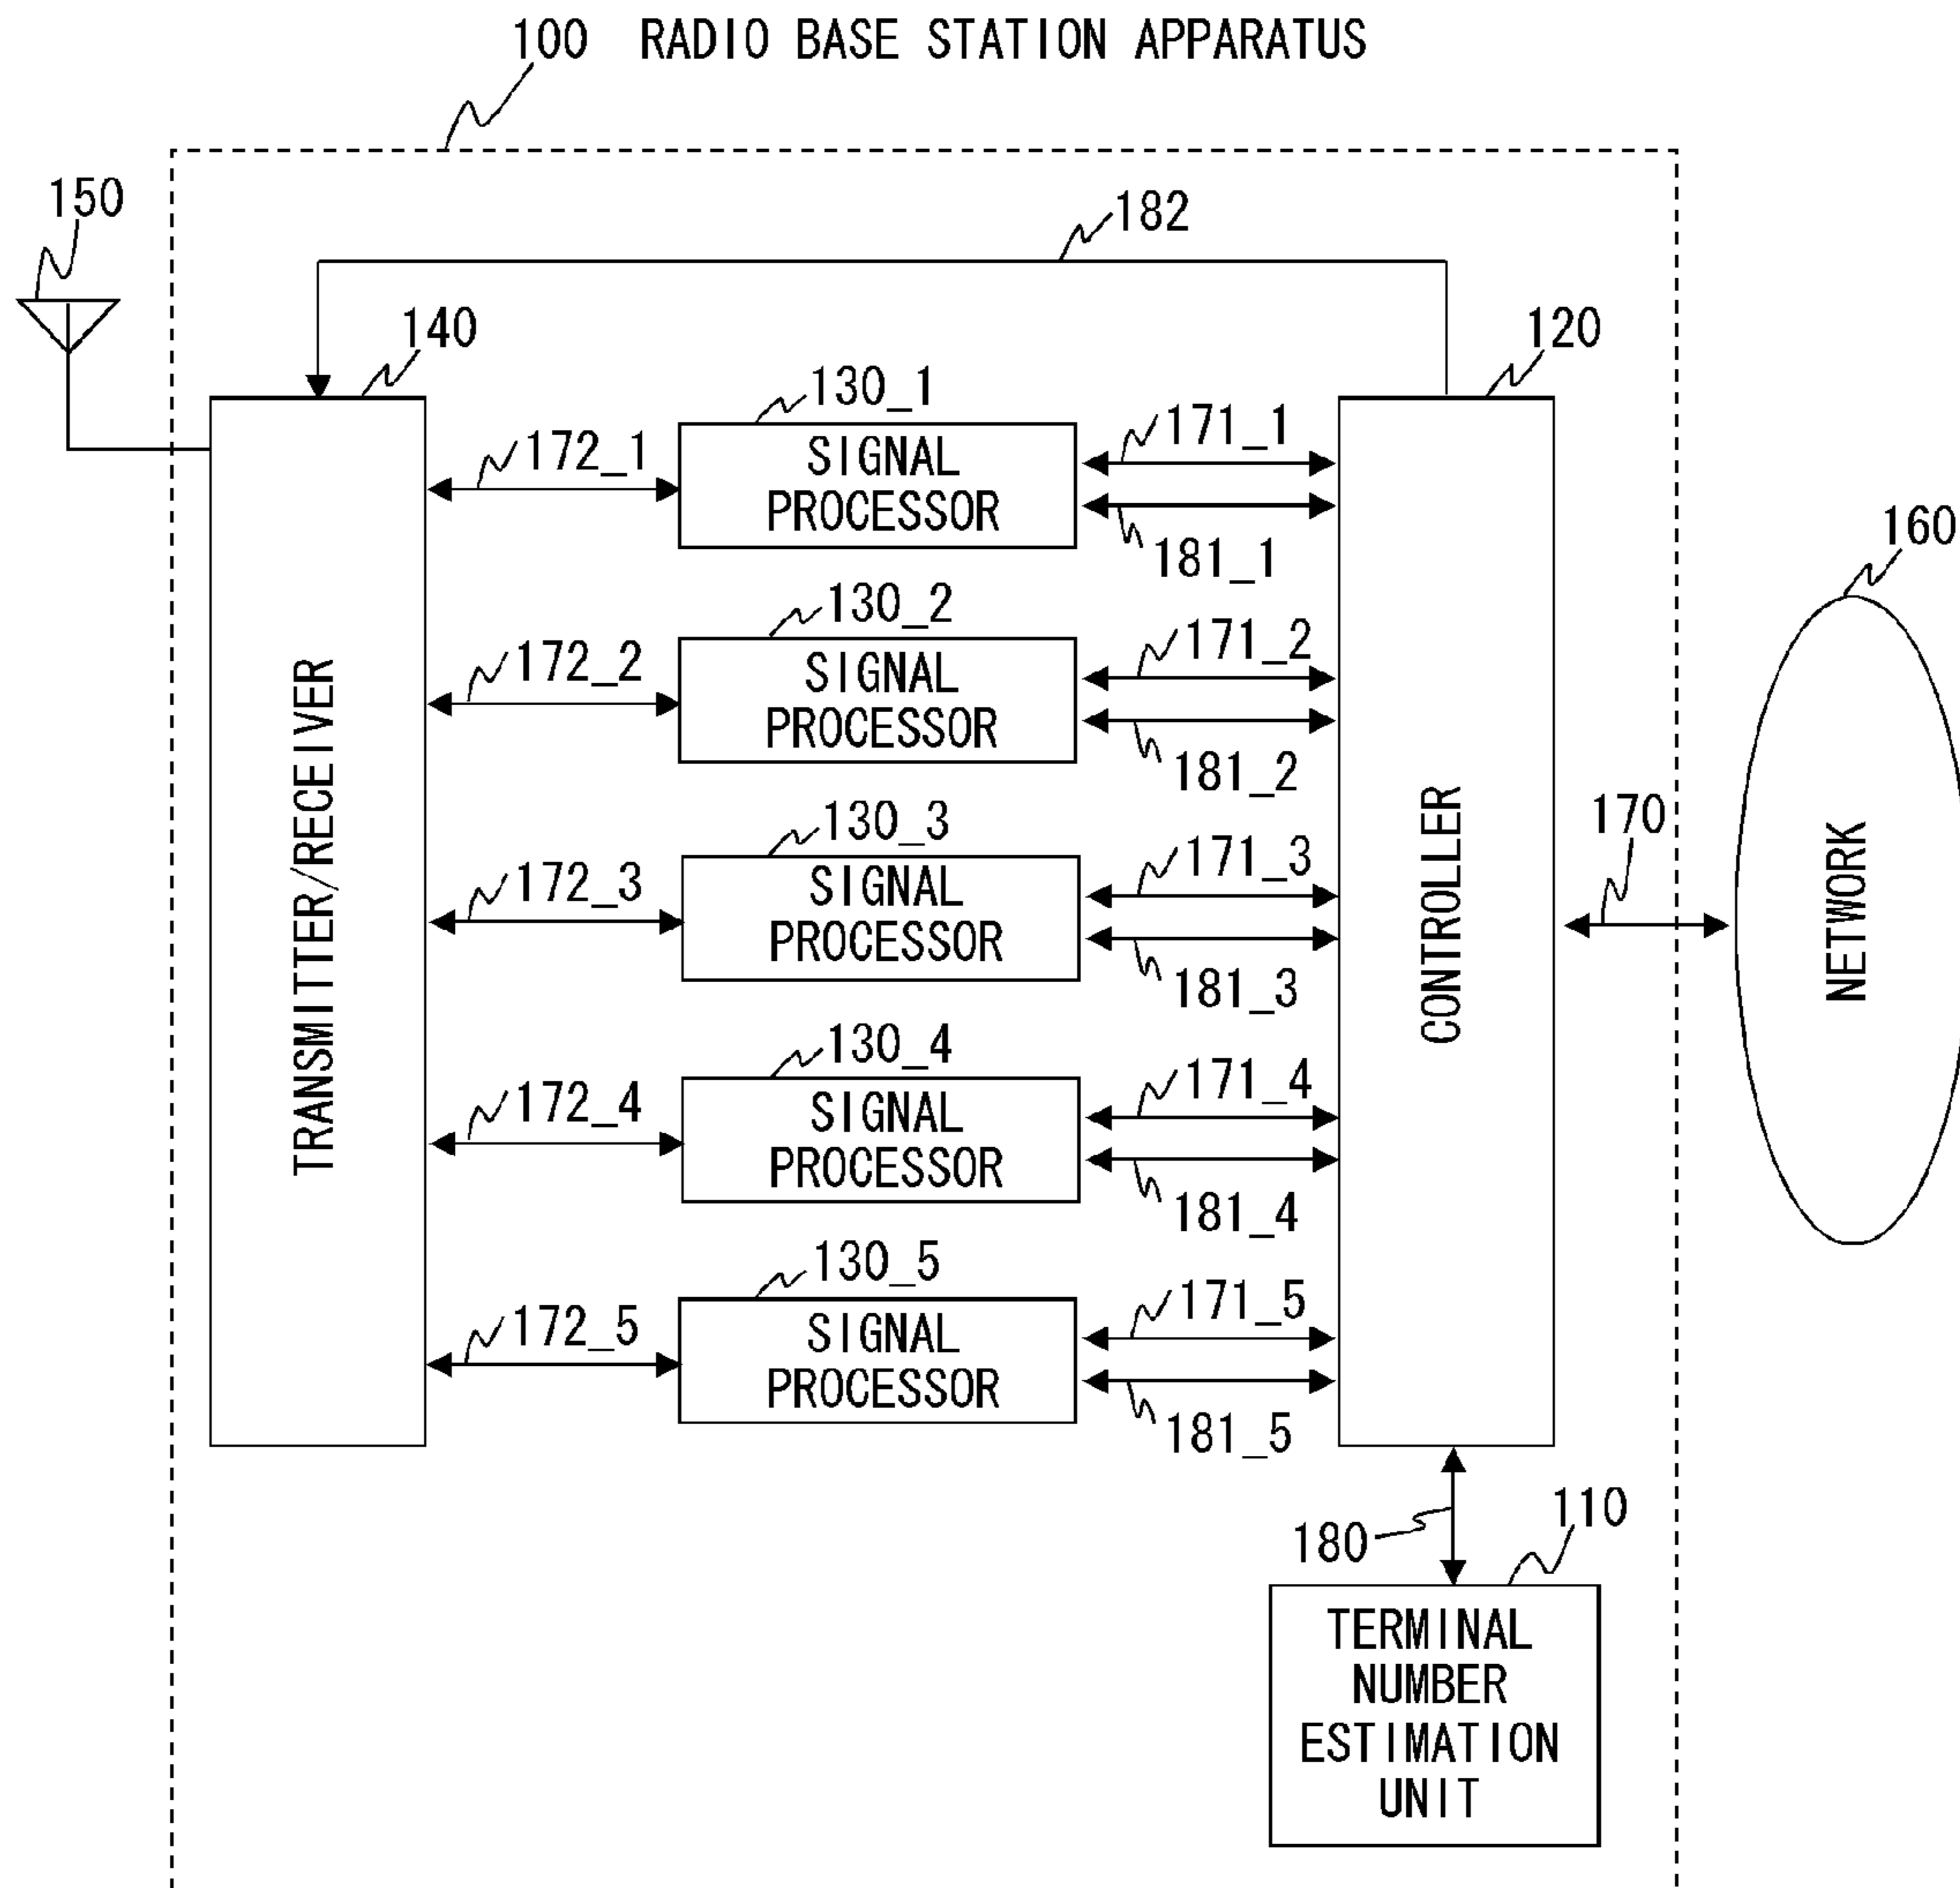 100 RADIO BASE STATION APPARATUS
150
182
140
120
130_1
172_1
SIGNAL
PROCESSOR
171_1
181_1
160
130_2
172_2
SIGNAL
PROCESSOR
171_2
181_2
TRANSMITTER/RECEIVER
CONTROLLER
170
NETWORK
130_3
172_3
SIGNAL
PROCESSOR
171_3
181_3
130_4
172_4
SIGNAL
PROCESSOR
171_4
181_4
130_5
172_5
SIGNAL
PROCESSOR
171_5
181_5
180
110
TERMINAL
NUMBER
ESTIMATION
UNIT